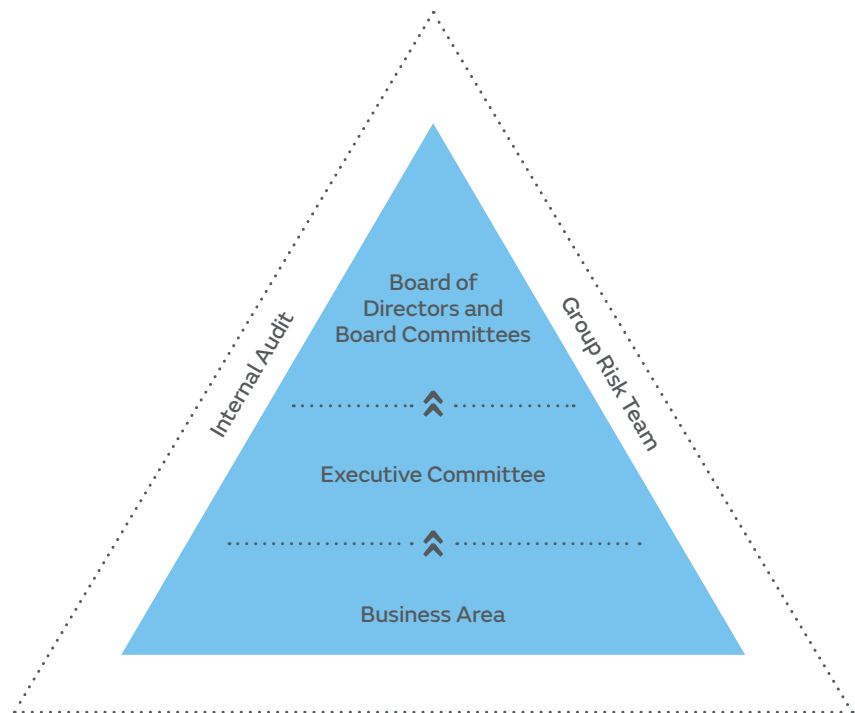 Board of
Directors and
Board Committees
Internal Audit
Group Risk Team
Executive Committee
Business Area